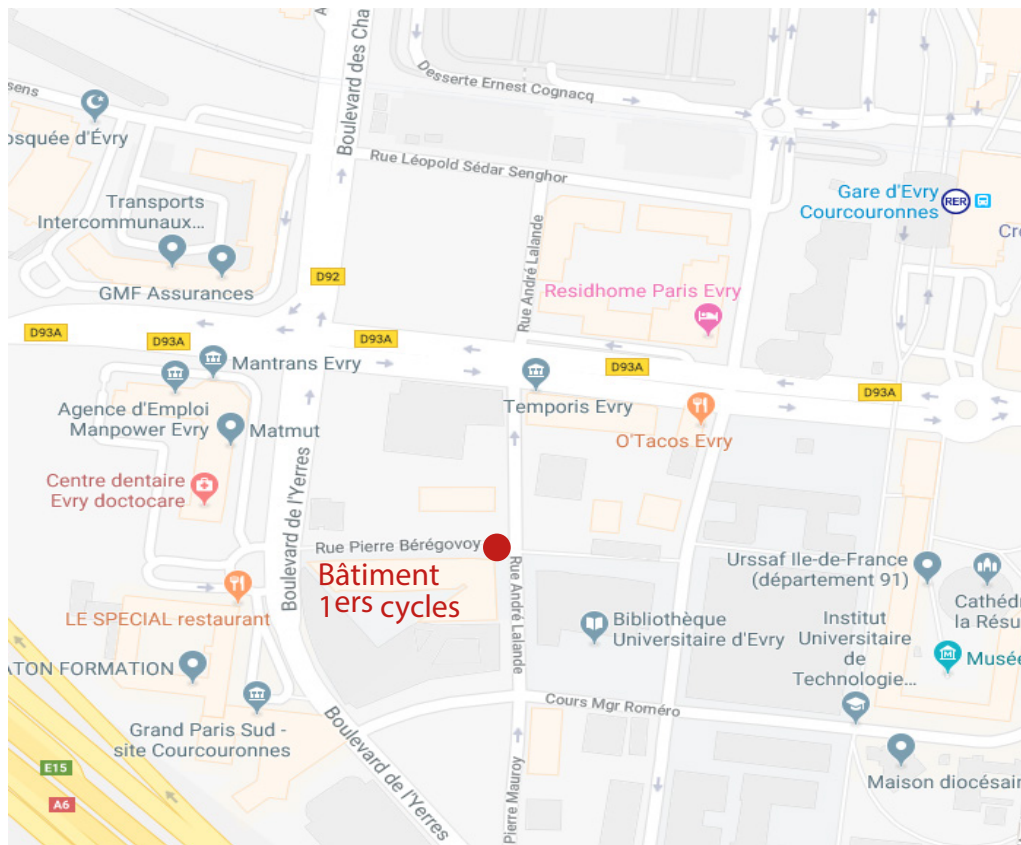 Boulevard des Cha
Desserte Ernest Cognacq
sens
osquée d'Évry
Rue Léopold Sédar Senghor
Transports
Intercommunaux...
Gare d'Evry
Courcouronnes
RER
Cro
GMF Assurances
D92
Rue André Lalande
Residhome Paris Evry
D93A
D93A
D93A
D93A
D93A
Mantrans Evry
Agence d'Emploi
Manpower Evry
Matmut
Temporis Evry
O'Tacos Evry
Centre dentaire
Evry doctocare
Boulevard de l'Yerres
Rue Pierre Bérégovoy
Bâtiment
1ers cycles
Rue André Lalande
LE SPECIAL restaurant
Urssaf Ile-de-France
(département 91)
Cathéd
la Résu
Bibliothèque
Universitaire d'Evry
Institut
Universitaire
de
Technologie...
Musée
ATON FORMATION
Grand Paris Sud -
site Courcouronnes
Cours Mgr Roméro
Boulevard de l'Yerres
Pierre Mauroy
Maison diocésain
E15
A6